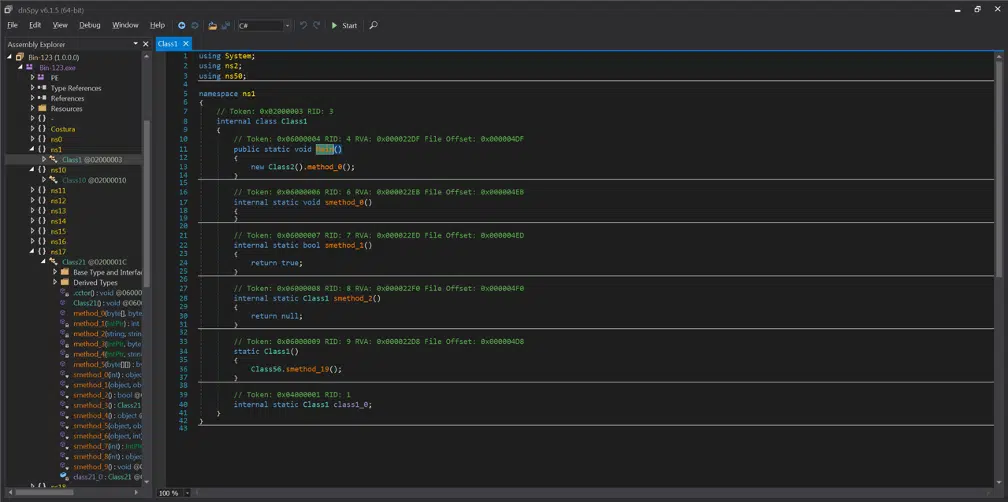 dnSpy v6.1.5 (64-bit)
File Edit View Debug Window Help C# Start
Assembly Explorer
Bin-123 (1.0.0.0)
Bin-123.exe
PE
Type References
References
Resources
-
Costura
ns0
ns1
Class1 @02000003
ns10
Class10 @02000010
ns11
ns12
ns13
ns14
ns15
ns16
ns17
Class21 @0200001C
Base Type and Interfa
Derived Types
.cctor() : void @0600
Class21() : void @06
method_0(byte[], byte
method_1(IntPtr) : int
method_2(string, strin
method_3(IntPtr, byte
method_4(IntPtr, strin
method_5(byte[]) : b
smethod_0(int) : obje
smethod_1(object, ob
smethod_2() : bool @
smethod_3() : Class21
smethod_4() : object @
smethod_5(object, ob
smethod_6(object, int)
smethod_7(int) : IntPt
smethod_8(int) : objec
smethod_9() : void @0
class21_0 : Class21 @
ns18
Class1
1 using System;
2 using ns2;
3 using ns50;
4
5 namespace ns1
6 {
7 // Token: 0x02000003 RID: 3
8 internal class Class1
9 {
10 // Token: 0x06000004 RID: 4 RVA: 0x000022DF File Offset: 0x000004DF
11 public static void main()
12 {
13 new Class2().method_0();
14 }
15
16 // Token: 0x06000006 RID: 6 RVA: 0x000022EB File Offset: 0x000004EB
17 internal static void smethod_0()
18 {
19 }
20
21 // Token: 0x06000007 RID: 7 RVA: 0x000022ED File Offset: 0x000004ED
22 internal static bool smethod_1()
23 {
24 return true;
25 }
26
27 // Token: 0x06000008 RID: 8 RVA: 0x000022F0 File Offset: 0x000004F0
28 internal static Class1 smethod_2()
29 {
30 return null;
31 }
32
33 // Token: 0x06000009 RID: 9 RVA: 0x000022D8 File Offset: 0x000004D8
34 static Class1()
35 {
36 Class56.smethod_19();
37 }
38
39 // Token: 0x04000001 RID: 1
40 internal static Class1 class1_0;
41 }
42 }
43
100 %